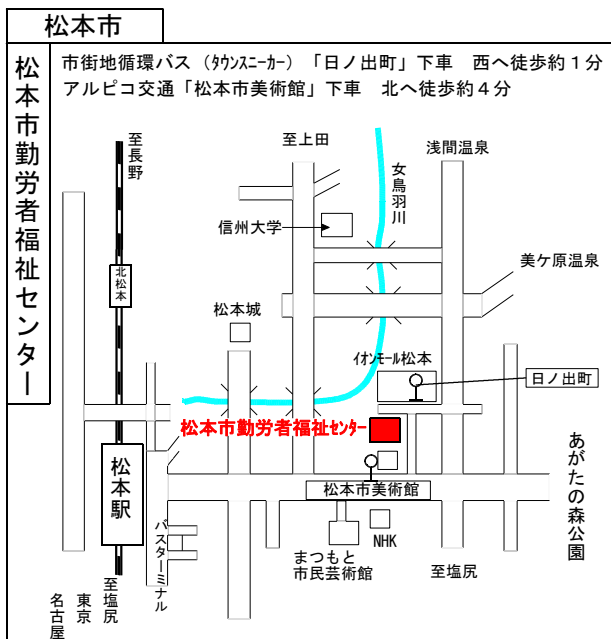 松本市
松本市勤労者福祉センター
市街地循環バス（ﾀｳﾝｽﾆｰｶｰ）「日ノ出町」下車　西へ徒歩約１分
アルピコ交通「松本市美術館」下車　北へ徒歩約４分
至長野
至上田
女鳥羽川
浅間温泉
信州大学
美ケ原温泉
北松本
松本城
ｲｵﾝﾓｰﾙ松本
日ノ出町
松本市勤労者福祉ｾﾝﾀｰ
松本駅
あがたの森公園
松本市美術館
バスターミナル
NHK
まつもと
市民芸術館
至塩尻
至塩尻
東京
名古屋